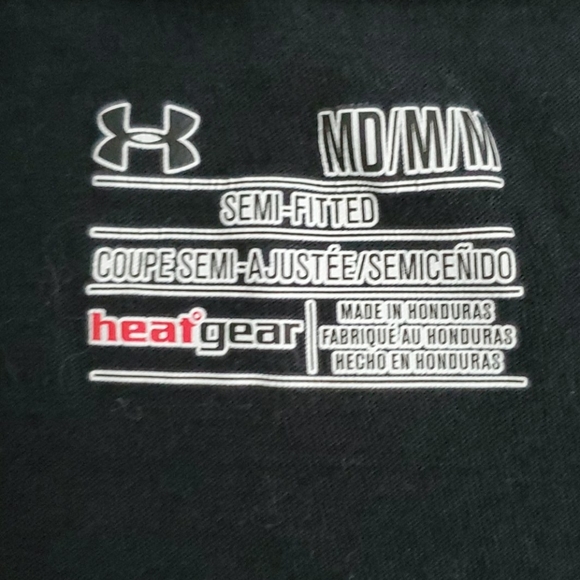 MD/M/M
SEMI-FITTED
COUPE SEMI-AJUSTÉE/SEMICEÑIDO
heatgear
MADE IN HONDURAS
FABRIQUÉ AU HONDURAS
HECHO EN HONDURAS